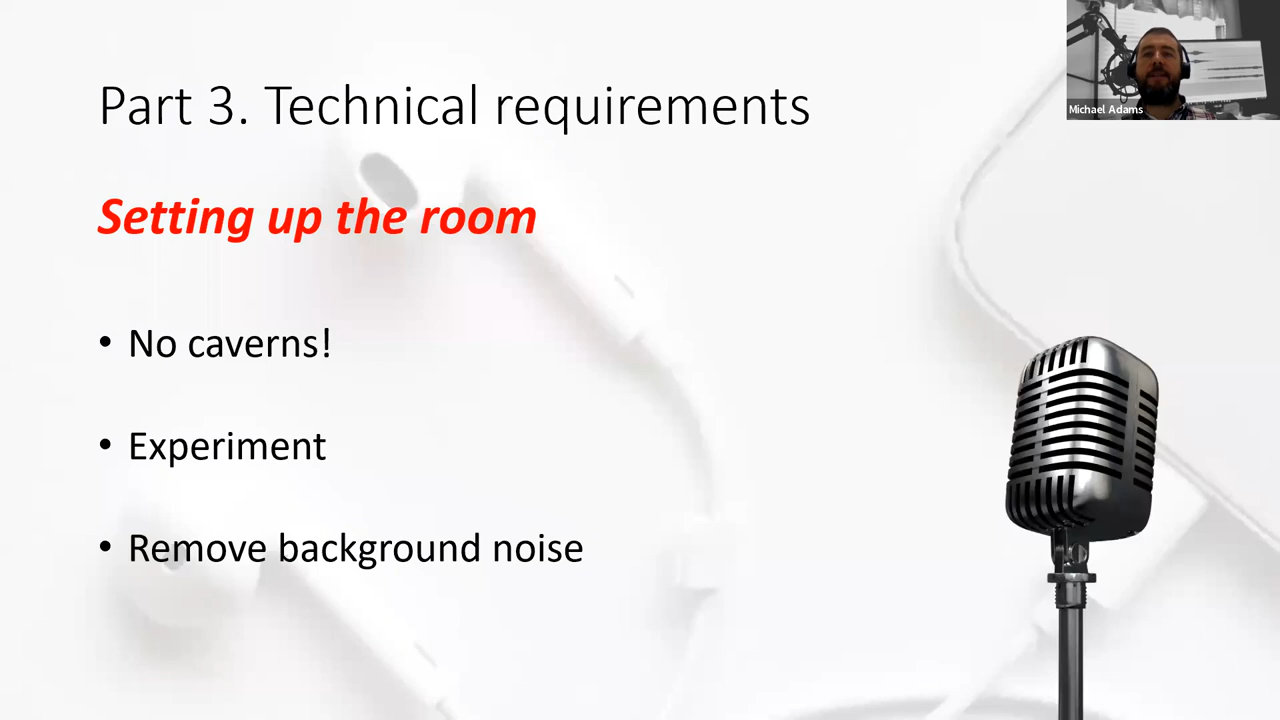 Part 3. Technical requirements
Michael Adams
Setting up the room
• No caverns!
• Experiment
• Remove background noise